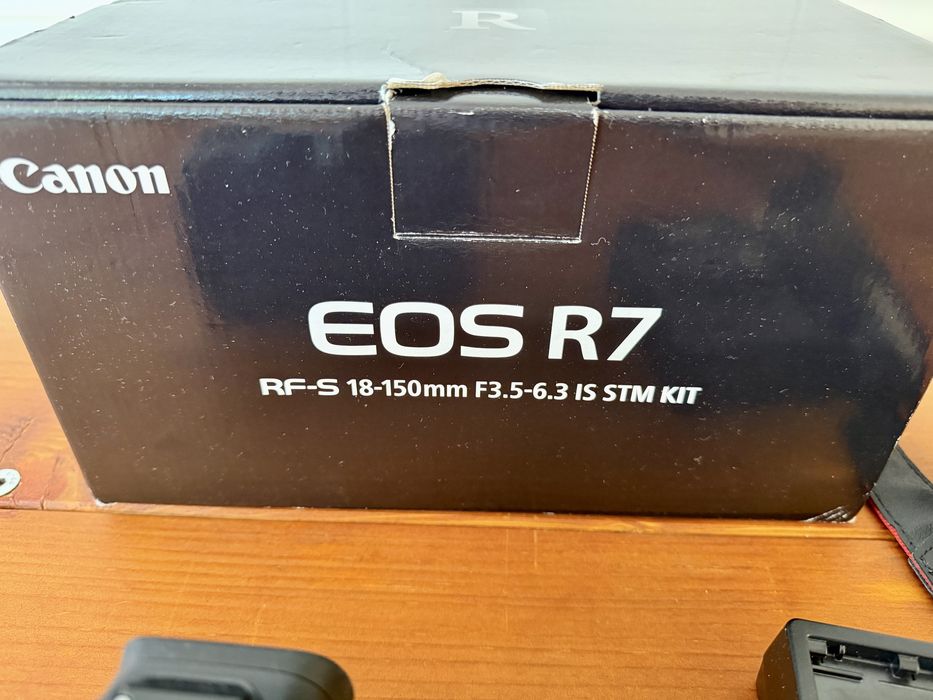 R
Canon
EOS R7
RF-S 18-150mm F3.5-6.3 IS STM KIT